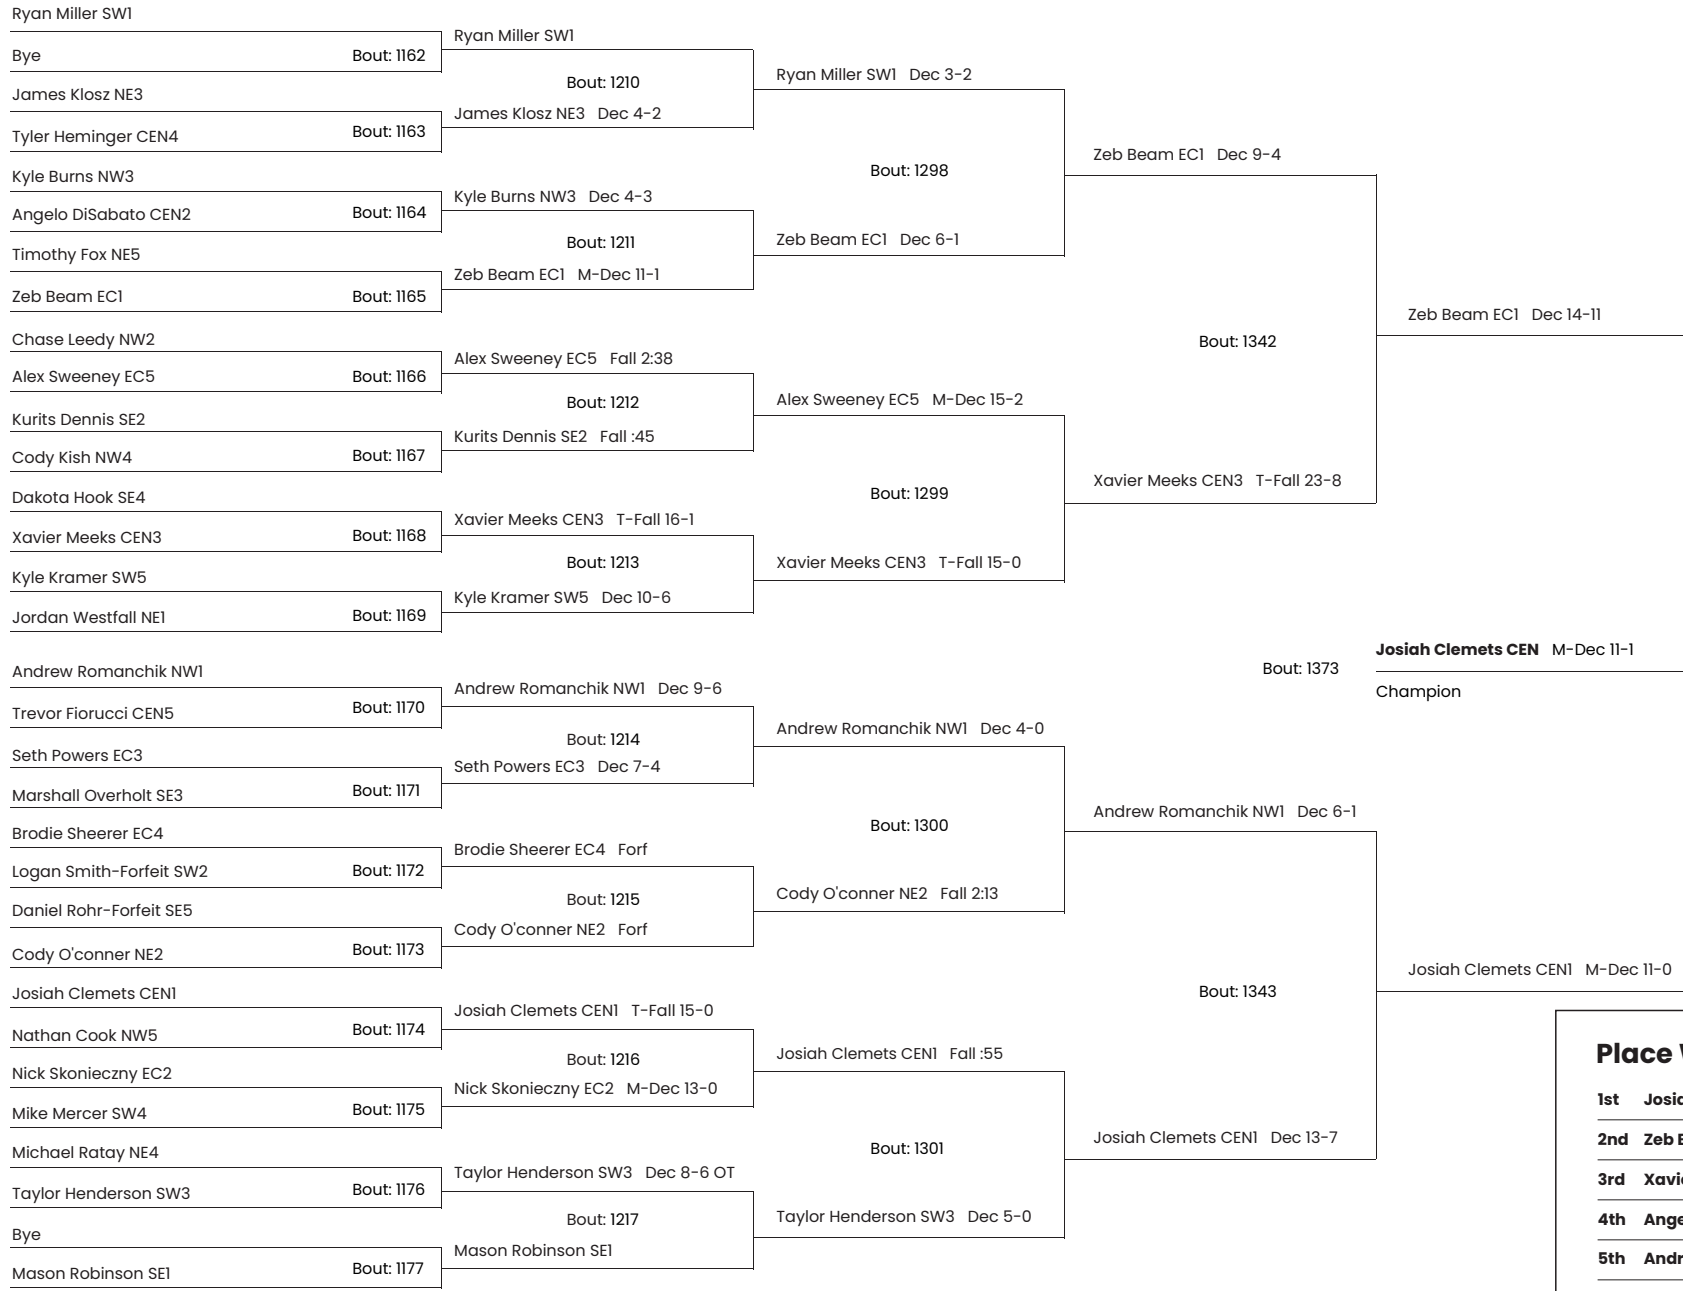 Ryan Miller SW1
Bye
Bout: 1162
James Klosz NE3
Tyler Heminger CEN4
Bout: 1163
Kyle Burns NW3
Angelo DiSabato CEN2
Bout: 1164
Timothy Fox NE5
Zeb Beam EC1
Bout: 1165
Chase Leedy NW2
Alex Sweeney EC5
Bout: 1166
Kurits Dennis SE2
Cody Kish NW4
Bout: 1167
Dakota Hook SE4
Xavier Meeks CEN3
Bout: 1168
Kyle Kramer SW5
Jordan Westfall NE1
Bout: 1169
Andrew Romanchik NW1
Trevor Fiorucci CEN5
Bout: 1170
Seth Powers EC3
Marshall Overholt SE3
Bout: 1171
Brodie Sheerer EC4
Logan Smith-Forfeit SW2
Bout: 1172
Daniel Rohr-Forfeit SE5
Cody O'conner NE2
Bout: 1173
Josiah Clemets CEN1
Nathan Cook NW5
Bout: 1174
Nick Skonieczny EC2
Mike Mercer SW4
Bout: 1175
Michael Ratay NE4
Taylor Henderson SW3
Bout: 1176
Bye
Mason Robinson SE1
Bout: 1177
Ryan Miller SW1
Bout: 1210
James Klosz NE3 Dec 4-2
Kyle Burns NW3 Dec 4-3
Bout: 1211
Zeb Beam EC1 M-Dec 11-1
Alex Sweeney EC5 Fall 2:38
Bout: 1212
Kurits Dennis SE2 Fall :45
Xavier Meeks CEN3 T-Fall 16-1
Bout: 1213
Kyle Kramer SW5 Dec 10-6
Andrew Romanchik NW1 Dec 9-6
Bout: 1214
Seth Powers EC3 Dec 7-4
Brodie Sheerer EC4 Forf
Bout: 1215
Cody O'conner NE2 Forf
Josiah Clemets CEN1 T-Fall 15-0
Bout: 1216
Nick Skonieczny EC2 M-Dec 13-0
Taylor Henderson SW3 Dec 8-6 OT
Bout: 1217
Mason Robinson SE1
Ryan Miller SW1 Dec 3-2
Bout: 1298
Zeb Beam EC1 Dec 6-1
Alex Sweeney EC5 M-Dec 15-2
Bout: 1299
Xavier Meeks CEN3 T-Fall 15-0
Andrew Romanchik NW1 Dec 4-0
Bout: 1300
Cody O'conner NE2 Fall 2:13
Josiah Clemets CEN1 Fall :55
Bout: 1301
Taylor Henderson SW3 Dec 5-0
Zeb Beam EC1 Dec 9-4
Bout: 1342
Xavier Meeks CEN3 T-Fall 23-8
Andrew Romanchik NW1 Dec 6-1
Bout: 1343
Josiah Clemets CEN1 Dec 13-7
Zeb Beam EC1 Dec 14-11
Bout: 1373
Josiah Clemets CEN M-Dec 11-1
Champion
Josiah Clemets CEN1 M-Dec 11-0
Place
1st
2nd Zeb
3rd
4th
5th